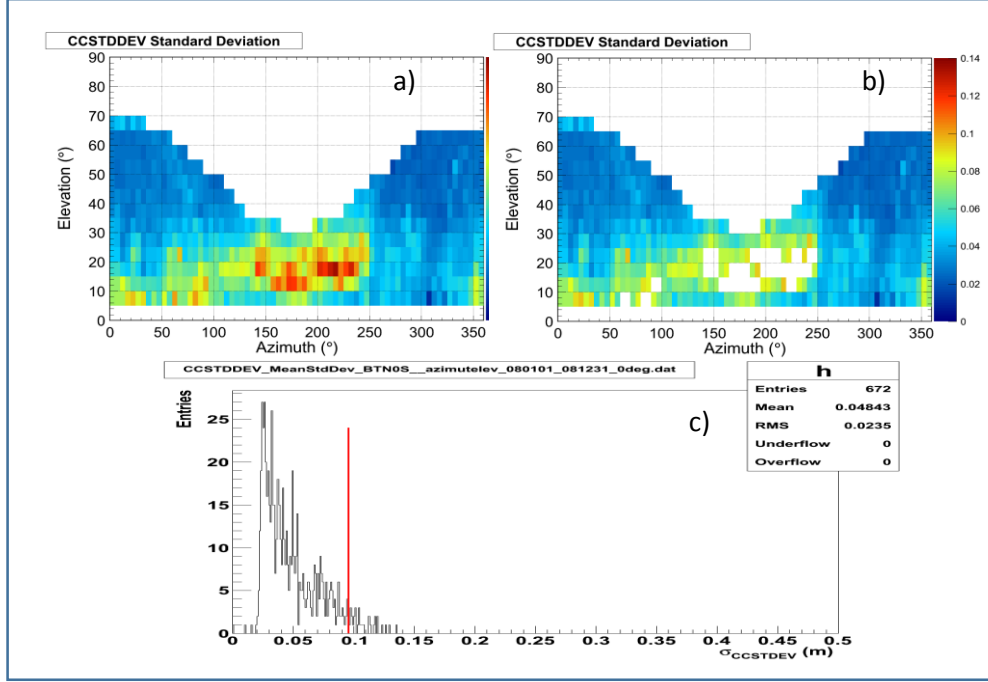 CCSTDDEV Standard Deviation
a)
Elevation (°)
90
80
70
60
50
40
30
20
10
0
0 50 100 150 200 250 300 350
Azimuth (°)
CCSTDDEV Standard Deviation
b)
Elevation (°)
90
80
70
60
50
40
30
20
10
0
0 50 100 150 200 250 300 350
Azimuth (°)
0.14
0.12
0.1
0.08
0.06
0.04
0.02
0
CCSTDDEV_MeanStdDev_BTN0S__azimutelev_080101_081231_0deg.dat
c)
h
Entries 672
Mean 0.04843
RMS 0.0235
Underflow 0
Overflow 0
Entries
25
20
15
10
5
0
0 0.05 0.1 0.15 0.2 0.25 0.3 0.35 0.4 0.45 0.5
σCCSTDEV (m)